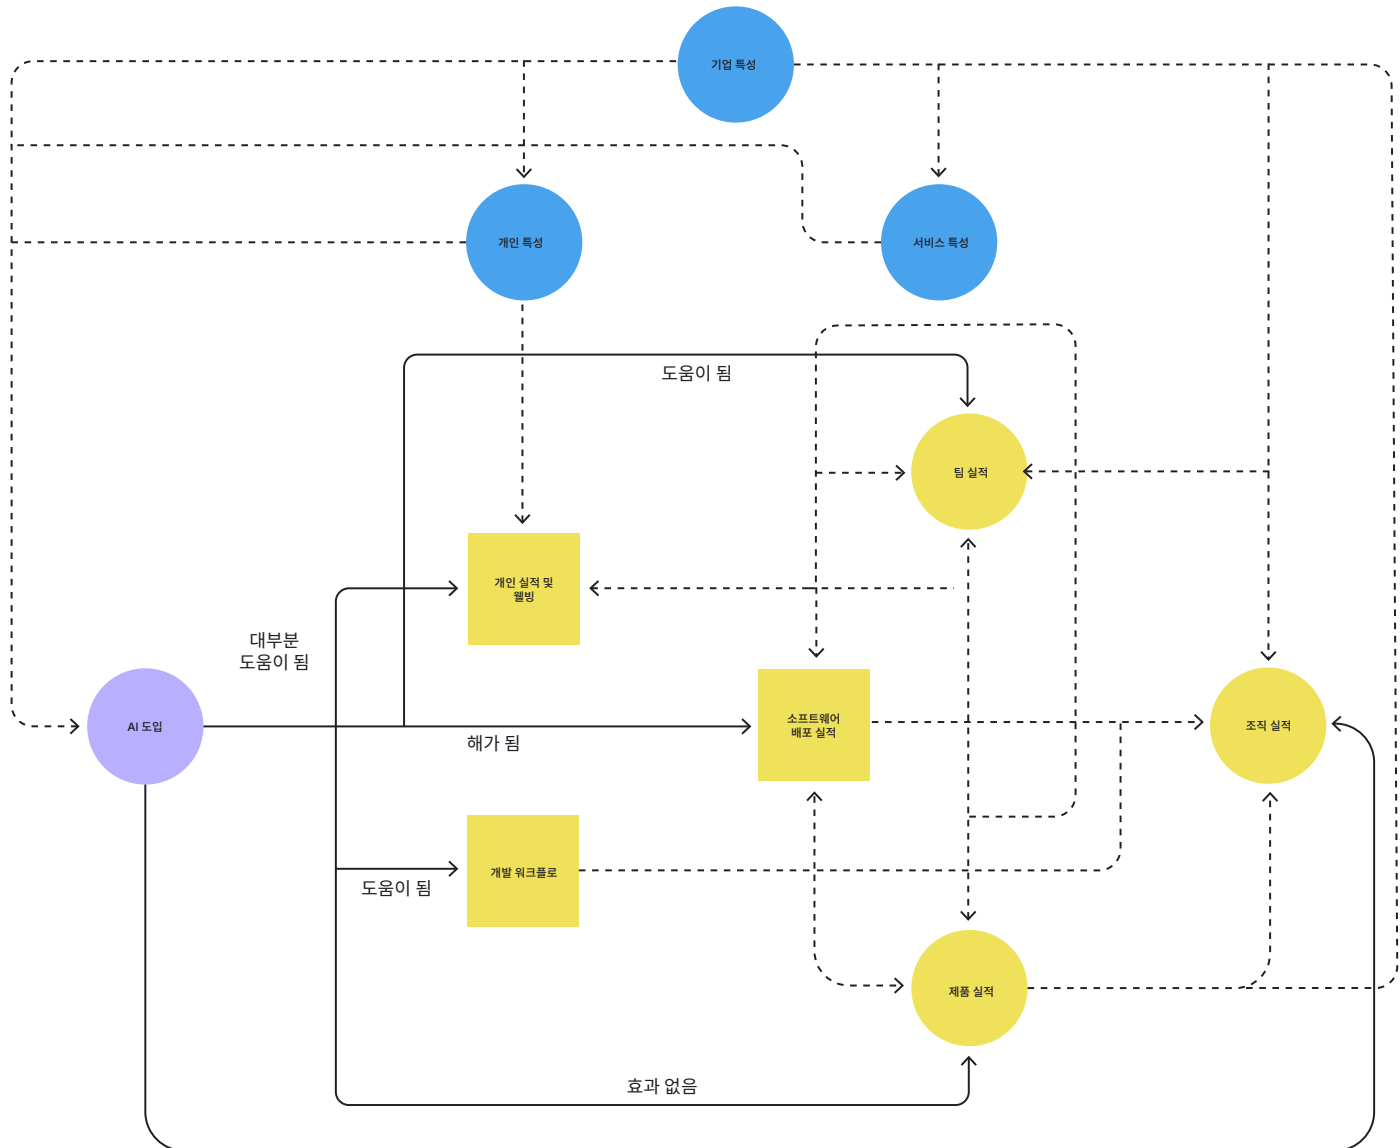 기업 특성
개인 특성
서비스 특성
도움이 됨
팀 실적
개인 실적 및
웰빙
대부분
도움이 됨
AI 도입
해가 됨
소프트웨어
배포 실적
조직 실적
개발 워크플로
도움이 됨
제품 실적
효과 없음